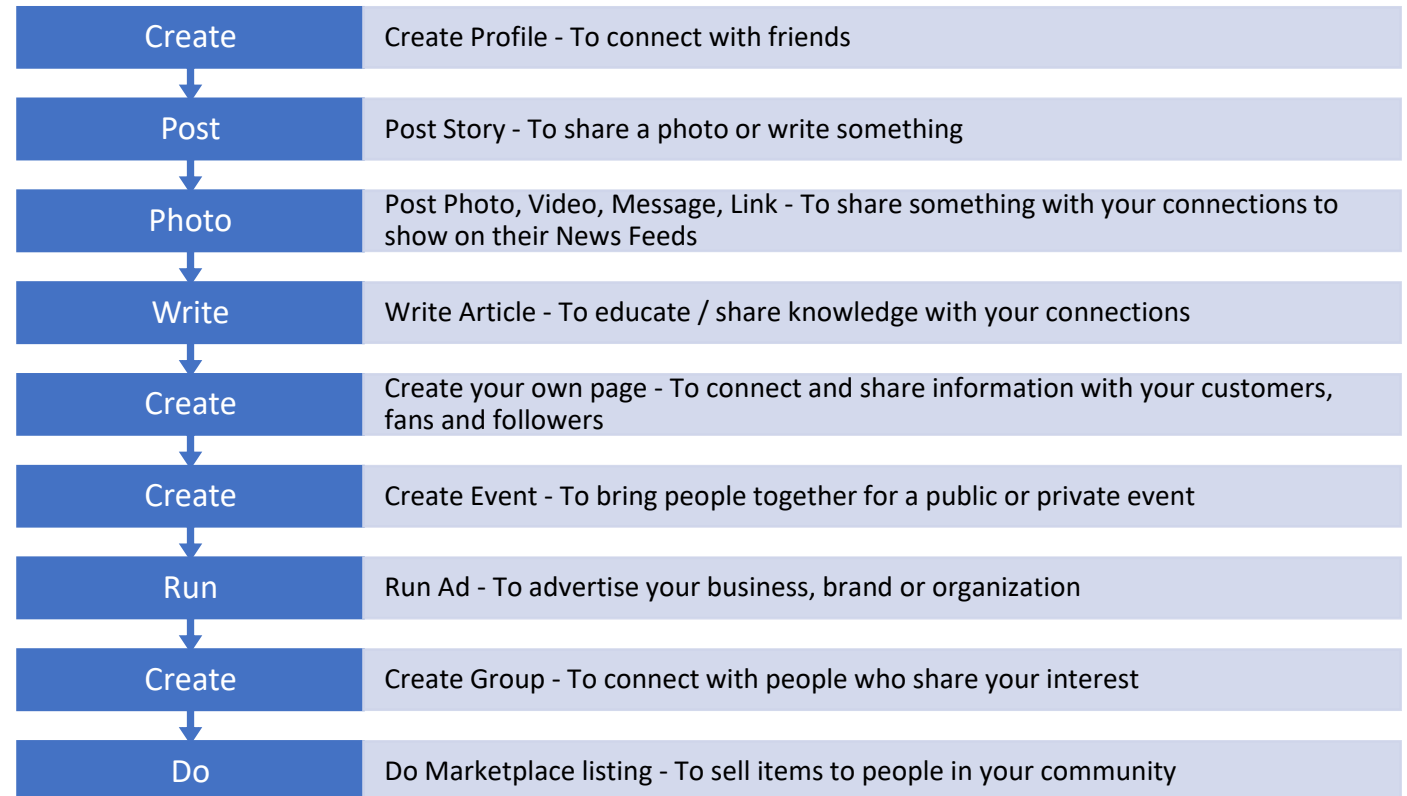 Create
Create Profile - To connect with friends
Post
Post Story - To share a photo or write something
Photo
Post Photo, Video, Message, Link - To share something with your connections to
show on their News Feeds
Write
Write Article - To educate / share knowledge with your connections
Create
Create your own page - To connect and share information with your customers,
fans and followers
Create
Create Event - To bring people together for a public or private event
Run
Run Ad - To advertise your business, brand or organization
Create
Create Group - To connect with people who share your interest
Do
Do Marketplace listing - To sell items to people in your community